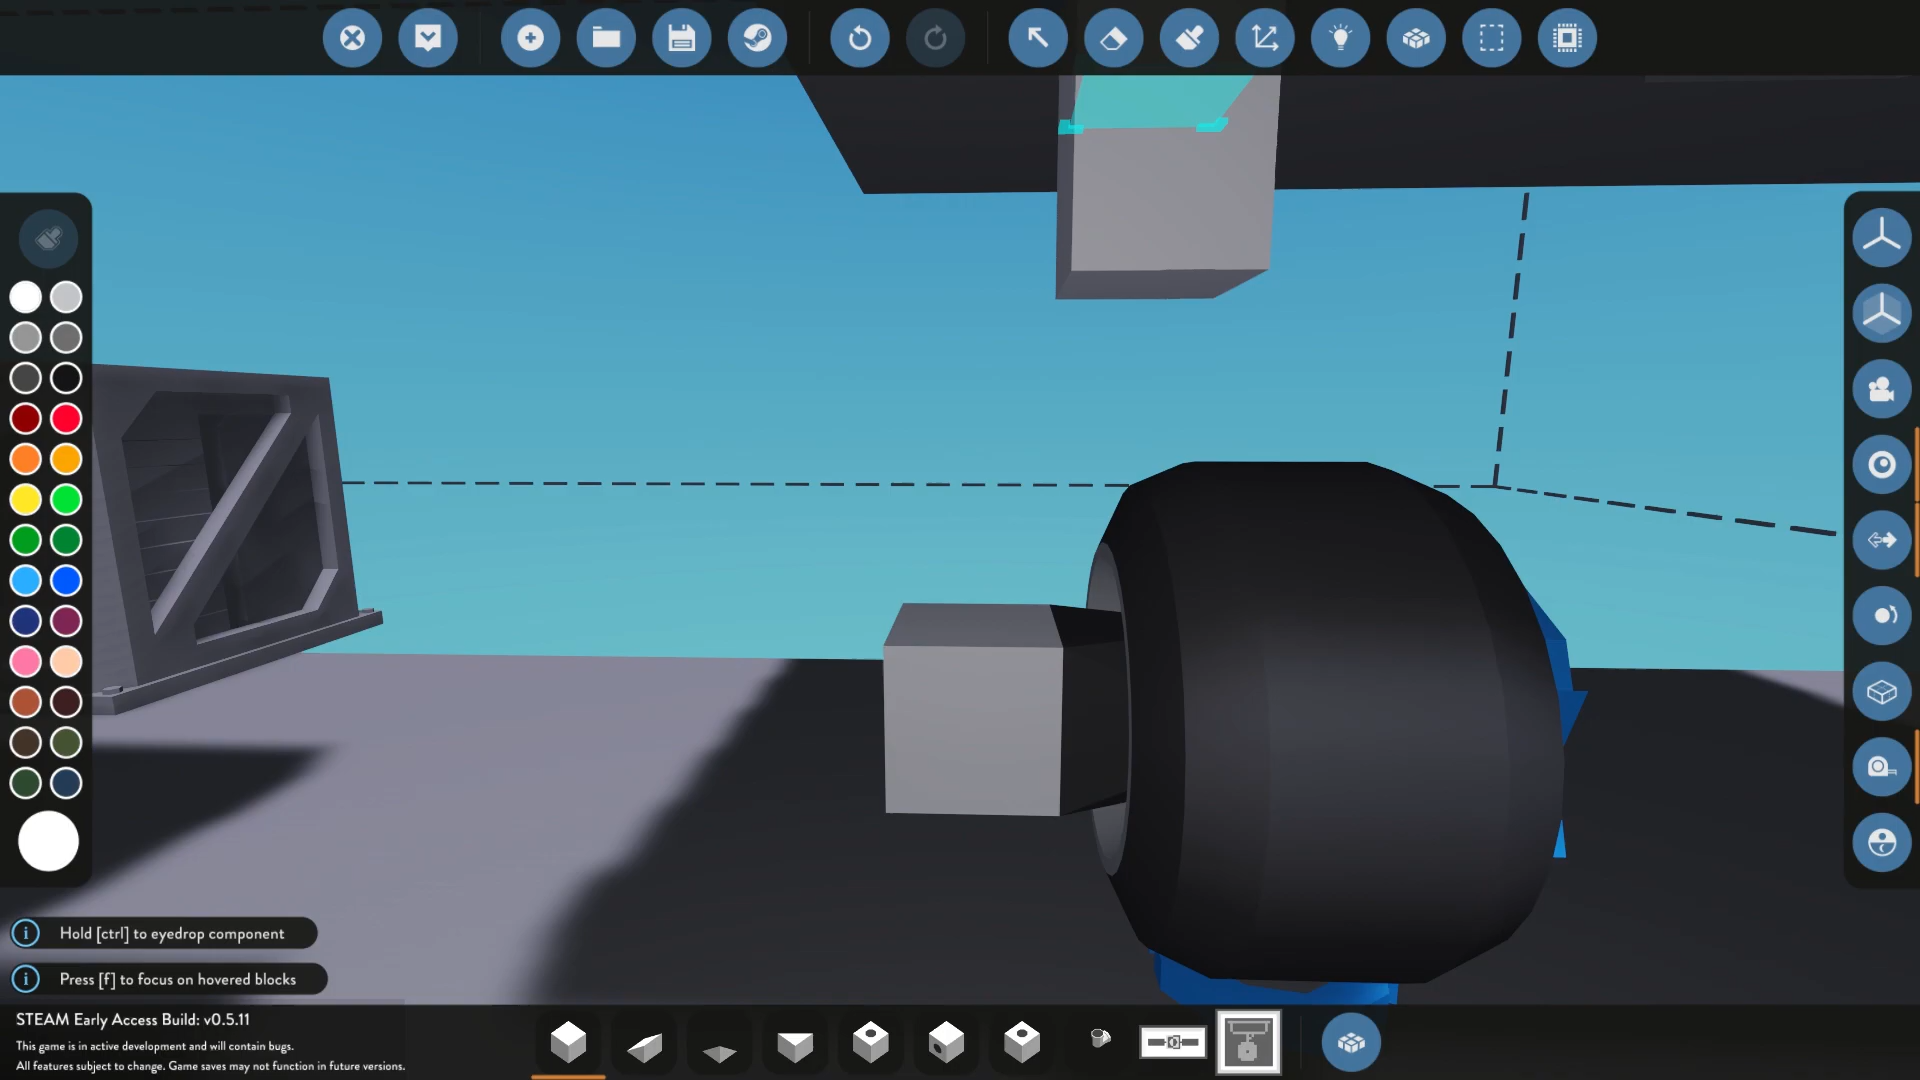 Hold [ctrl] to eyedrop component
Press [f] to focus on hovered blocks
STEAM Early Access Build: v0.5.11
This game is in active development and will contain bugs.
All features subject to change. Game saves may not function in future versions.